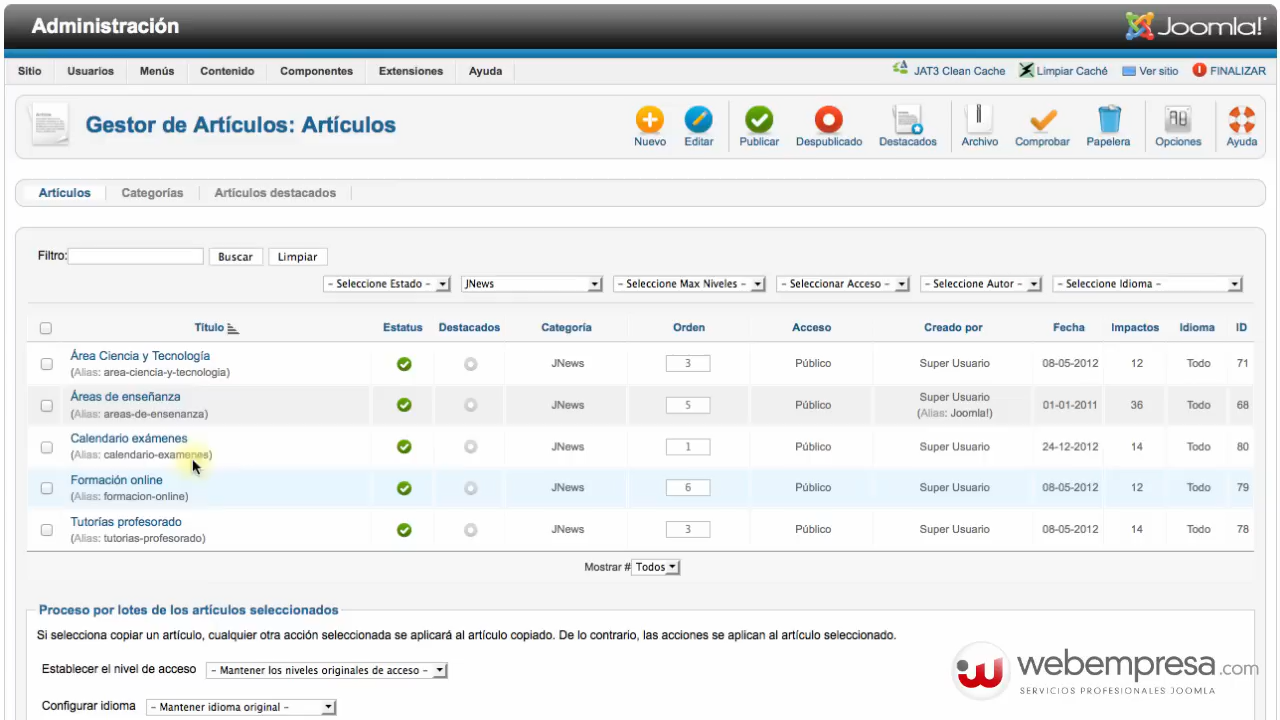 Administración
Joomla!
Sitio Usuarios Menús Contenido Componentes Extensiones Ayuda JAT3 Clean Cache Limpiar Caché Ver sitio FINALIZAR
Gestor de Artículos: Artículos
Nuevo Editar Publicar Despublicado Destacados Archivo Comprobar Papelera Opciones Ayuda
Artículos Categorías Artículos destacados
Filtro: Buscar Limpiar
- Seleccione Estado - JNews - Seleccione Max Niveles - - Seleccionar Acceso - - Seleccione Autor - - Seleccione Idioma -
Título Estatus Destacados Categoría Orden Acceso Creado por Fecha Impactos Idioma ID
Área Ciencia y Tecnología
(Alias: area-ciencia-y-tecnologia) JNews 3 Público Super Usuario 08-05-2012 12 Todo 71
Áreas de enseñanza
(Alias: areas-de-ensenanza) JNews 5 Público Super Usuario 01-01-2011 36 Todo 68
(Alias: Joomla!)
Calendario exámenes
(Alias: calendario-examenes) JNews 1 Público Super Usuario 24-12-2012 14 Todo 80
Formación online
(Alias: formacion-online) JNews 6 Público Super Usuario 08-05-2012 12 Todo 79
Tutorías profesorado
(Alias: tutorias-profesorado) JNews 3 Público Super Usuario 08-05-2012 14 Todo 78
Mostrar # Todos
Proceso por lotes de los artículos seleccionados
Si selecciona copiar un artículo, cualquier otra acción seleccionada se aplicará al artículo copiado. De lo contrario, las acciones se aplican al artículo seleccionado.
Establecer el nivel de acceso - Mantener los niveles originales de acceso -
Configurar idioma - Mantener idioma original -
webempresa.com
SERVICIOS PROFESIONALES JOOMLA